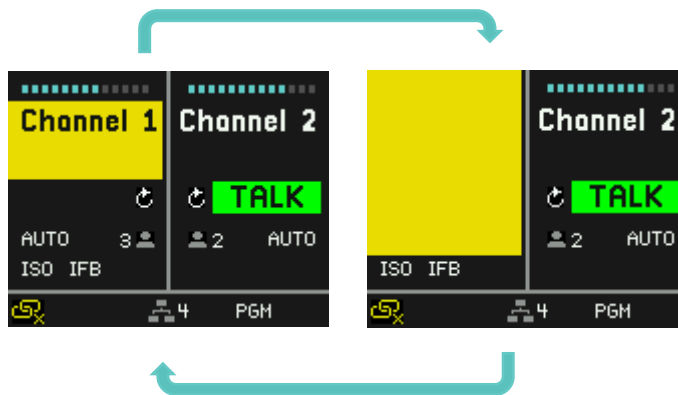 Channel 1 Channel 2
TALK
AUTO 3 2 AUTO
ISO IFB
4 PGM
Channel 2
TALK
2 AUTO
ISO IFB
4 PGM